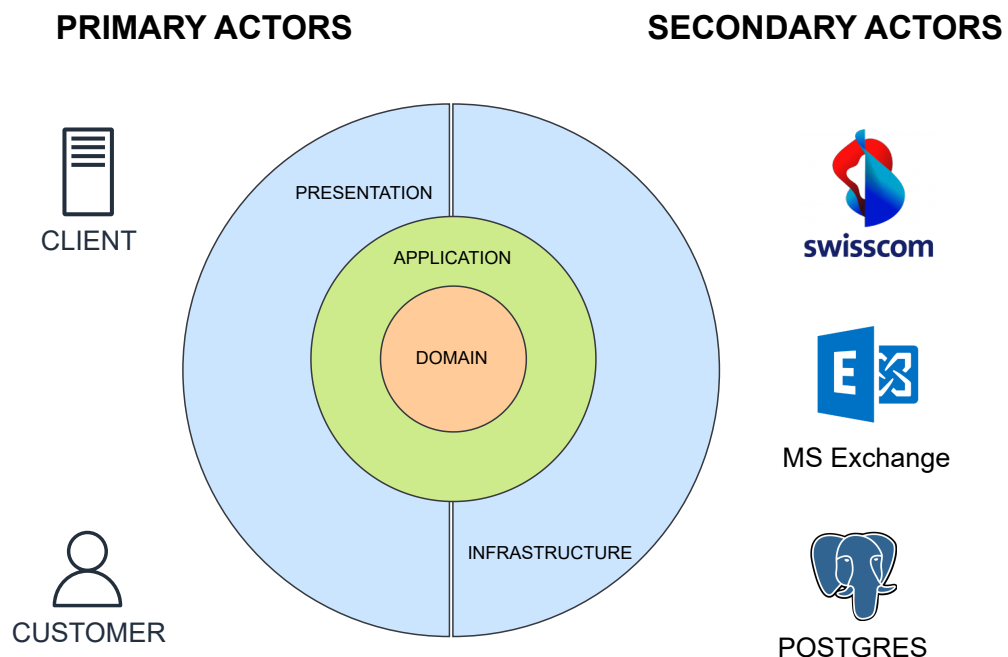 PRIMARY ACTORS
SECONDARY ACTORS
CLIENT
PRESENTATION
APPLICATION
DOMAIN
INFRASTRUCTURE
CUSTOMER
swisscom
E
MS Exchange
POSTGRES